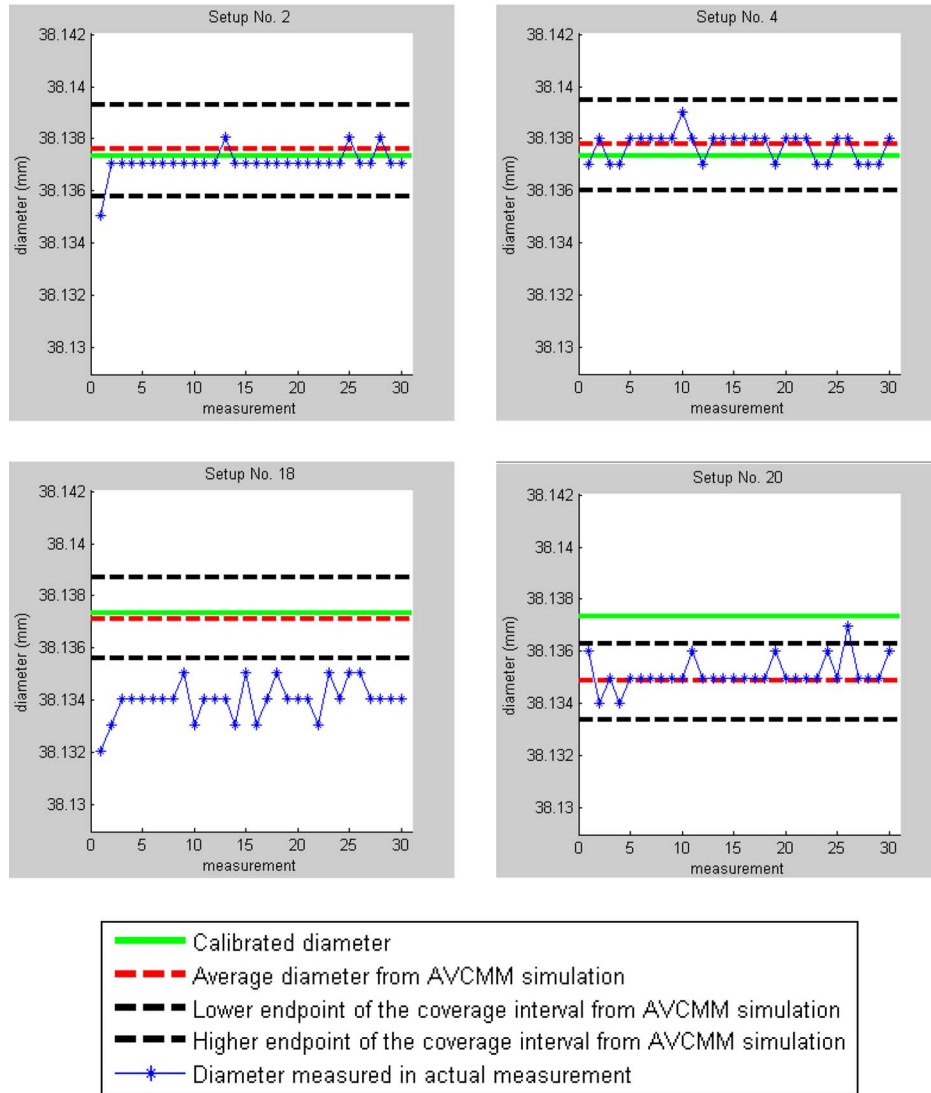 Setup No. 2
38.142
38.14
38.138
38.136
38.134
38.132
38.13
diameter (mm)
0 5 10 15 20 25 30
measurement
Setup No. 4
38.142
38.14
38.138
38.136
38.134
38.132
38.13
diameter (mm)
0 5 10 15 20 25 30
measurement
Setup No. 18
38.142
38.14
38.138
38.136
38.134
38.132
38.13
diameter (mm)
0 5 10 15 20 25 30
measurement
Setup No. 20
38.142
38.14
38.138
38.136
38.134
38.132
38.13
diameter (mm)
0 5 10 15 20 25 30
measurement
Calibrated diameter
Average diameter from AVCMM simulation
Lower endpoint of the coverage interval from AVCMM simulation
Higher endpoint of the coverage interval from AVCMM simulation
Diameter measured in actual measurement